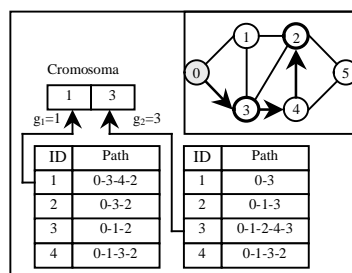 Cromosoma
1 3
g₁=1 g₂=3
0 1 2 3 4 5
ID Path
1 0-3-4-2
2 0-3-2
3 0-1-2
4 0-1-3-2
ID Path
1 0-3
2 0-1-3
3 0-1-2-4-3
4 0-1-3-2